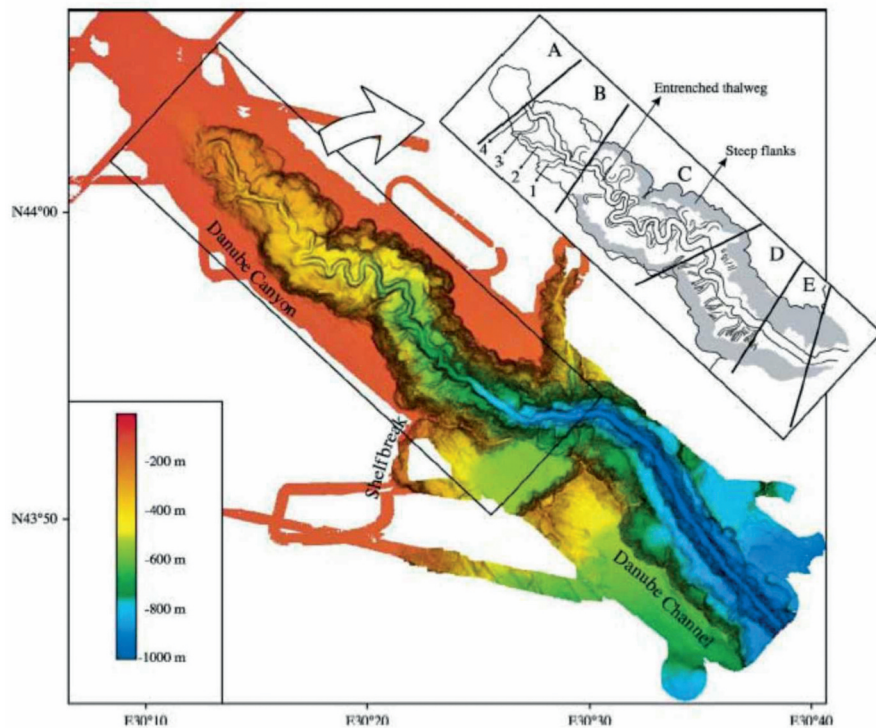 A
B
Entrenched thalweg
Steep flanks
C
4
3
2
1
D
E
N44°00
Danube Canyon
Shelfbreak
-200 m
-400 m
-600 m
-800 m
-1000 m
N43°50
Danube Channel
E30°10
E30°20
E30°30
E30°40